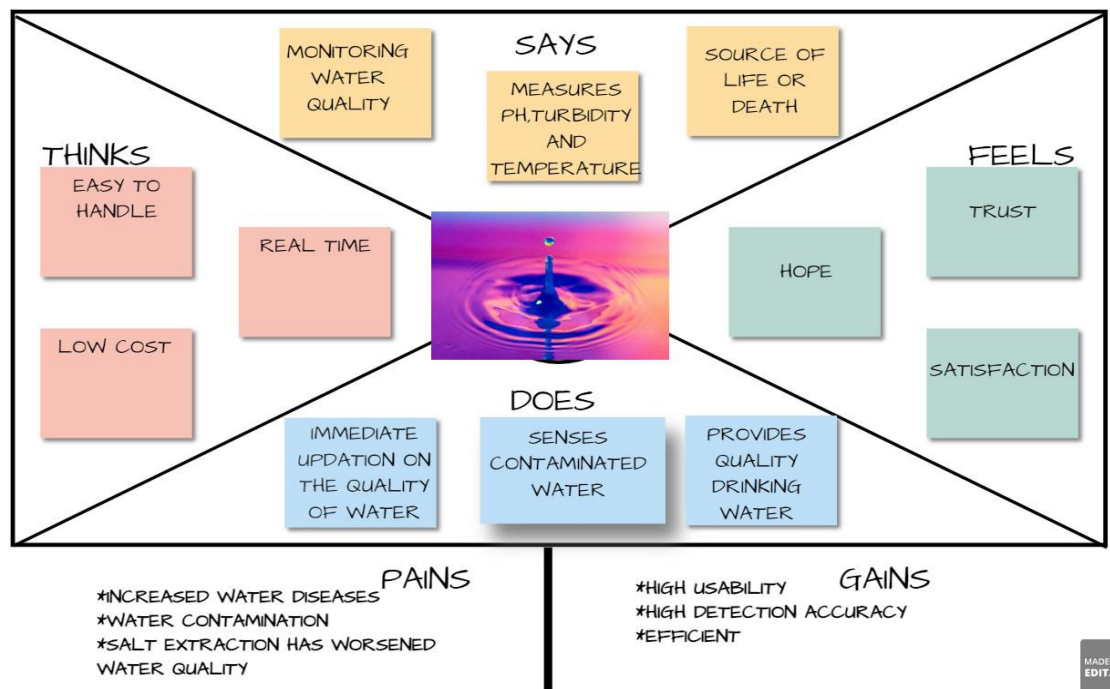 SAYS
MONITORING
WATER
QUALITY
MEASURES
PH,TURBIDITY
AND
TEMPERATURE
SOURCE OF
LIFE OR
DEATH
THINKS
EASY TO
HANDLE
REAL TIME
LOW COST
FEELS
TRUST
HOPE
SATISFACTION
DOES
IMMEDIATE
UPDATION ON
THE QUALITY
OF WATER
SENSES
CONTAMINATED
WATER
PROVIDES
QUALITY
DRINKING
WATER
PAINS
*INCREASED WATER DISEASES
*WATER CONTAMINATION
*SALT EXTRACTION HAS WORSENED
WATER QUALITY
GAINS
*HIGH USABILITY
*HIGH DETECTION ACCURACY
*EFFICIENT
MADE
EDIT.